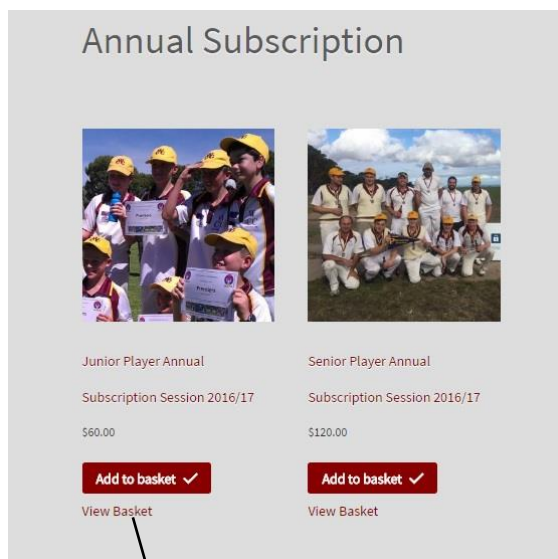 Annual Subscription
Junior Player Annual
Subscription Session 2016/17
$60.00
Add to basket
View Basket
Senior Player Annual
Subscription Session 2016/17
$120.00
Add to basket
View Basket